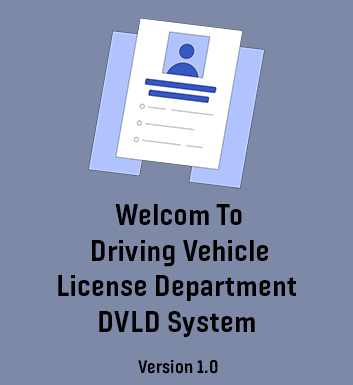 Welcom To
Driving Vehicle
License Department
DVLD System
Version 1.0